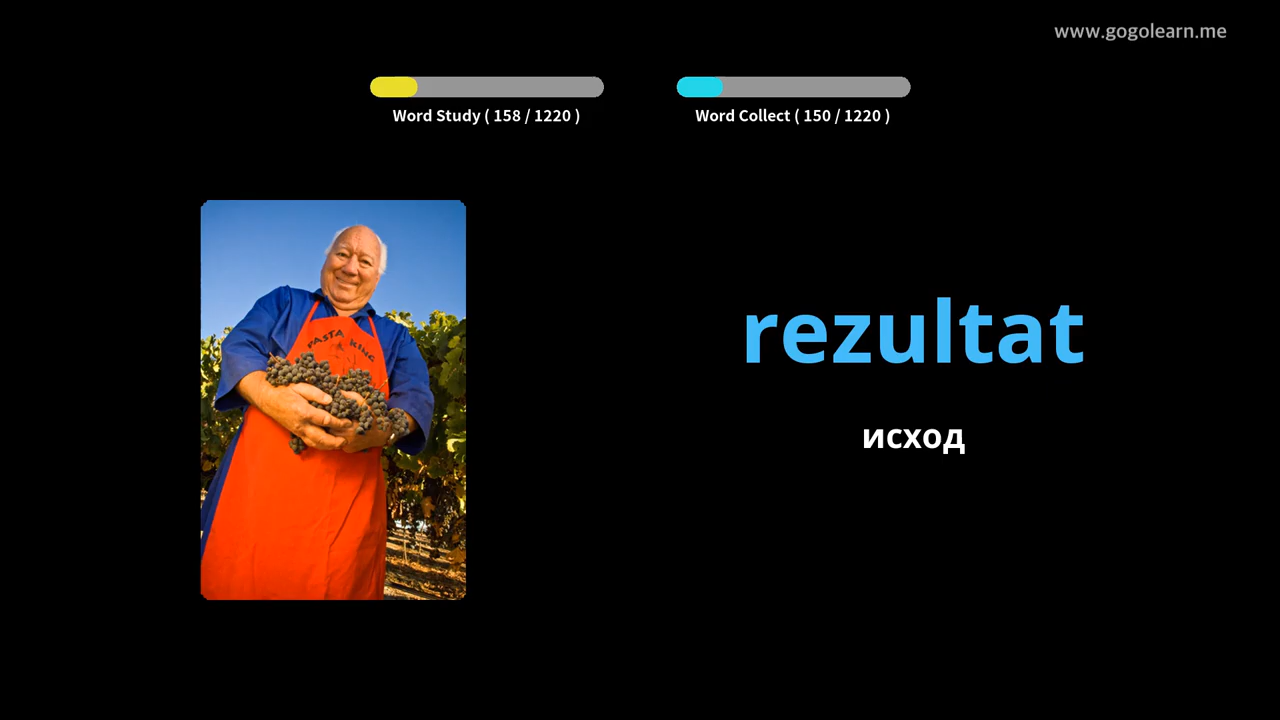 www.gogolearn.me
Word Study ( 158 / 1220 )
Word Collect ( 150 / 1220 )
PASTA KING
rezultat
исход